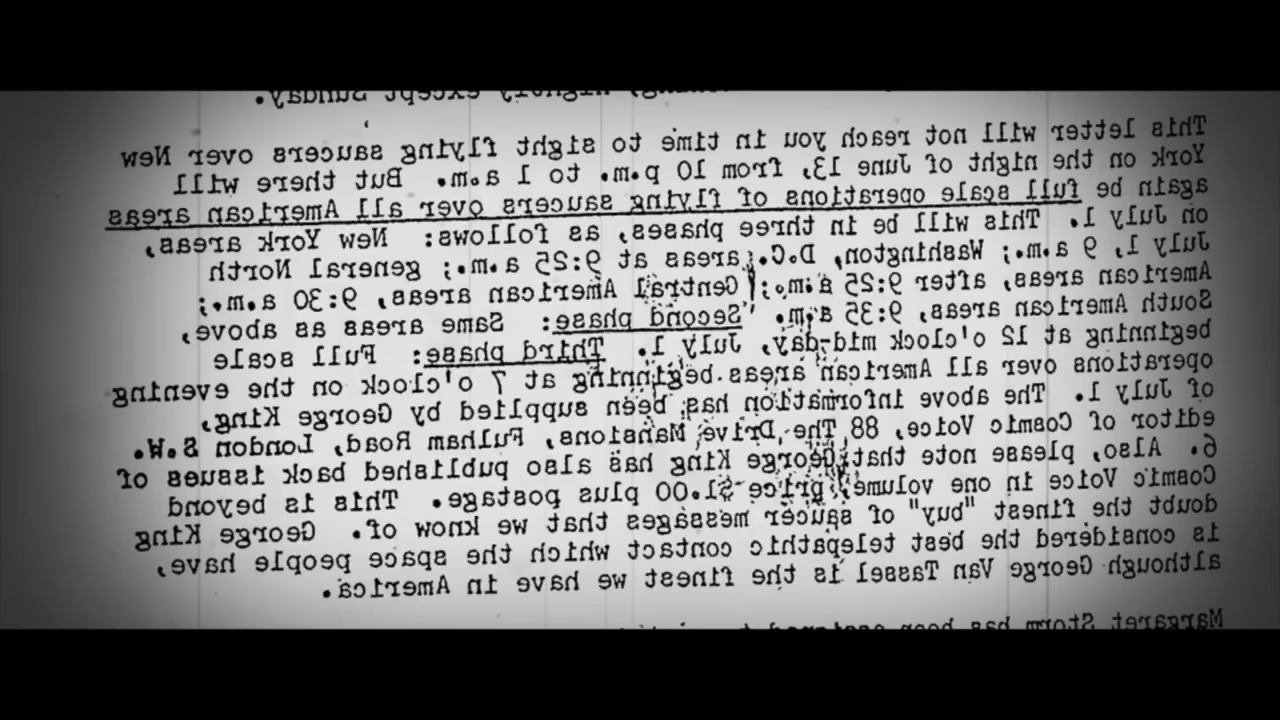 nightly except Sunday.
This letter will not reach you in time to sight flying saucers over New
York on the night of June 13, from 10 p.m. to 1 a.m. But there will
again be full scale operations of flying saucers over all American areas
on July 1. This will be in three phases, as follows: New York areas,
July 1, 9 a.m.; Washington, D.C. areas at 9:25 a.m.; general North
American areas, after 9:25 a.m.; Central American areas, 9:30 a.m.;
South American areas, 9:35 a.m. Second phase: Same areas as above,
beginning at 12 o'clock mid-day, July 1. Third phase: Full scale
operations over all American areas beginning at 7 o'clock on the evening
of July 1. The above information has been supplied by George King,
editor of Cosmic Voice, 88 The Drive Mansions, Fulham Road, London S.W.
6. Also, please note that George King has also published back issues of
Cosmic Voice in one volume, price $1.00 plus postage. This is beyond
doubt the finest "buy" of saucer messages that we know of. George King
is considered the best telepathic contact which the space people have,
although George Van Tassel is the finest we have in America.
Margaret Storm has been